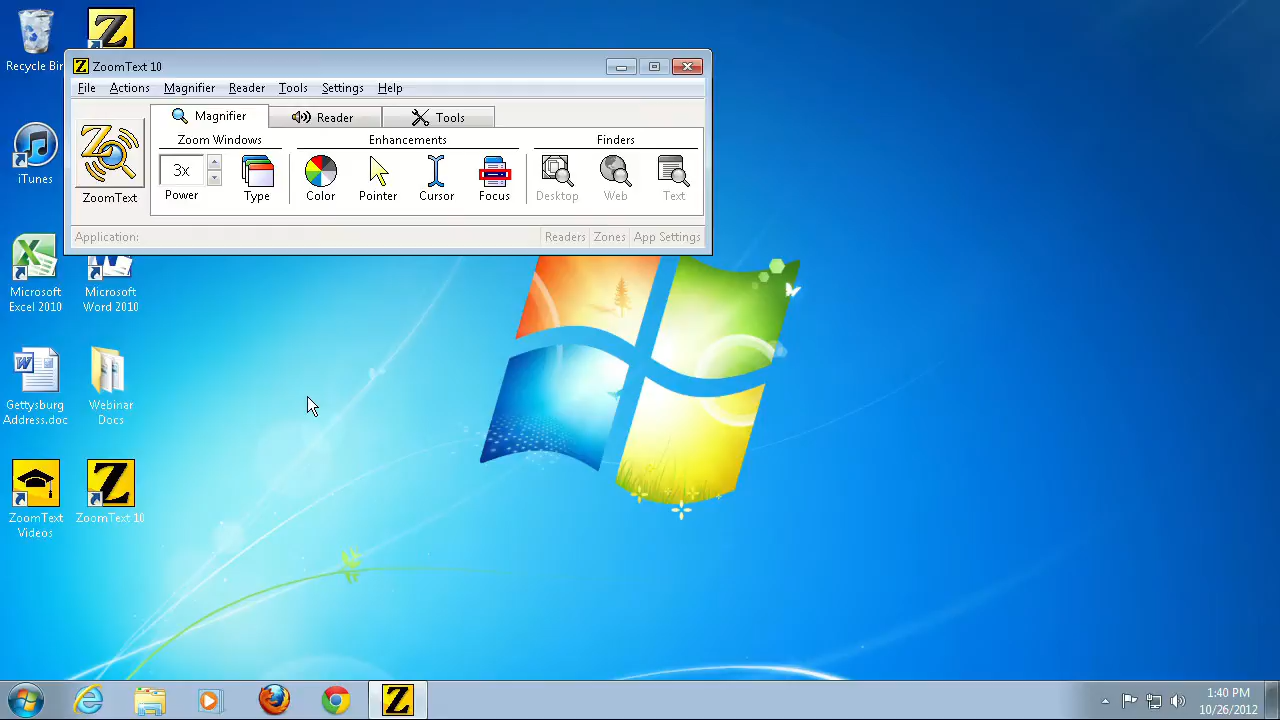 Recycle Bin
ZoomText 10
File Actions Magnifier Reader Tools Settings Help
Magnifier Reader Tools
Zoom Windows Enhancements Finders
3x
ZoomText Power Type Color Pointer Cursor Focus Desktop Web Text
Application: Readers Zones App Settings
iTunes
Microsoft
Excel 2010
Microsoft
Word 2010
Gettysburg
Address.doc
Webinar
Docs
ZoomText
Videos
ZoomText 10
1:40 PM
10/26/2012